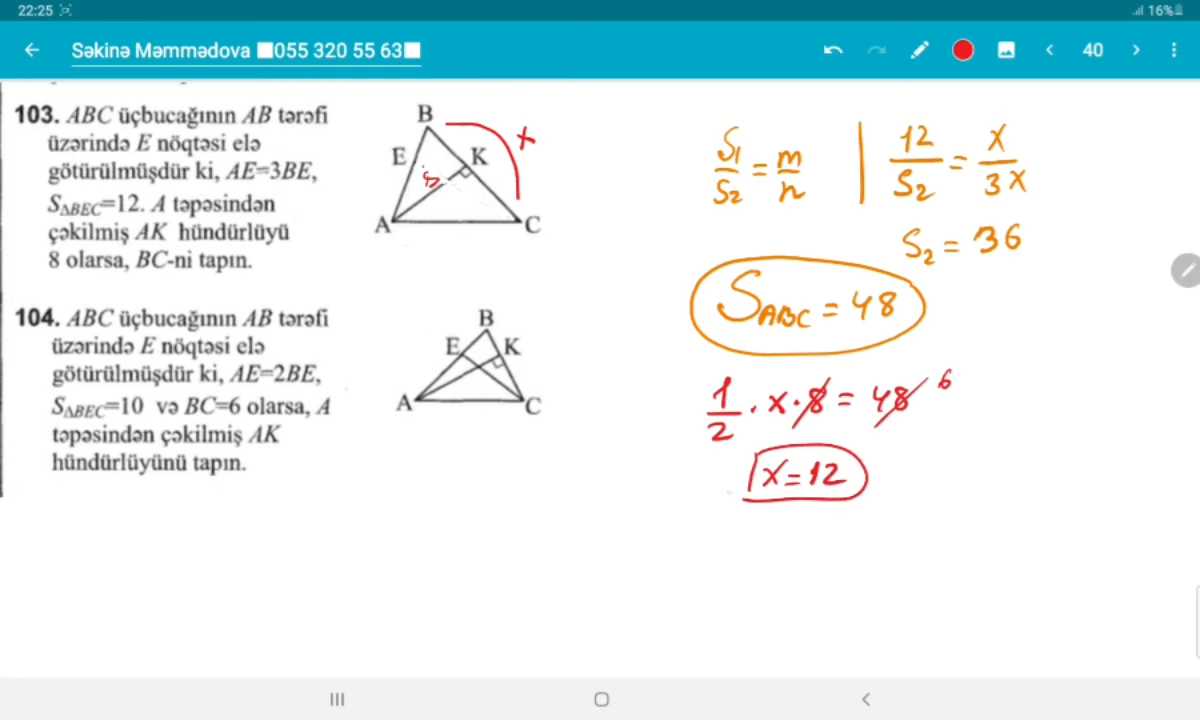 22:25
16%
Səkinə Məmmədova ■055 320 55 63■
40
103. ABC üçbucağının AB tərəfi
üzərində E nöqtəsi elə
götürülmüşdür ki, AE=3BE,
S△BEC=12. A təpəsindən
çəkilmiş AK hündürlüyü
8 olarsa, BC-ni tapın.
B
E
K
A
C
x
8
104. ABC üçbucağının AB tərəfi
üzərində E nöqtəsi elə
götürülmüşdür ki, AE=2BE,
S△BEC=10 və BC=6 olarsa, A
təpəsindən çəkilmiş AK
hündürlüyünü tapın.
B
E
K
A
C
S₁/S₂ = m/n | 12/S₂ = x/3x
S₂ = 36
SABC = 48
1/2 · x · 8 = 48 6
x = 12